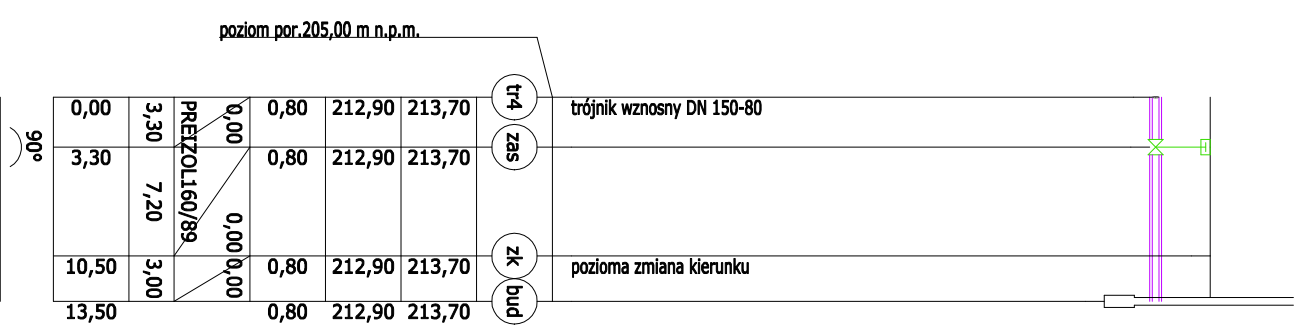 poziom por.205,00 m n.p.m.
0,00 3,30 PREIZOL160/89 0,00 0,80 212,90 213,70 tr4 trójnik wznosny DN 150-80
90°
3,30 7,20 0,00 0,80 212,90 213,70 zas
10,50 3,00 0,00 0,80 212,90 213,70 zk pozioma zmiana kierunku
13,50 0,80 212,90 213,70 bud